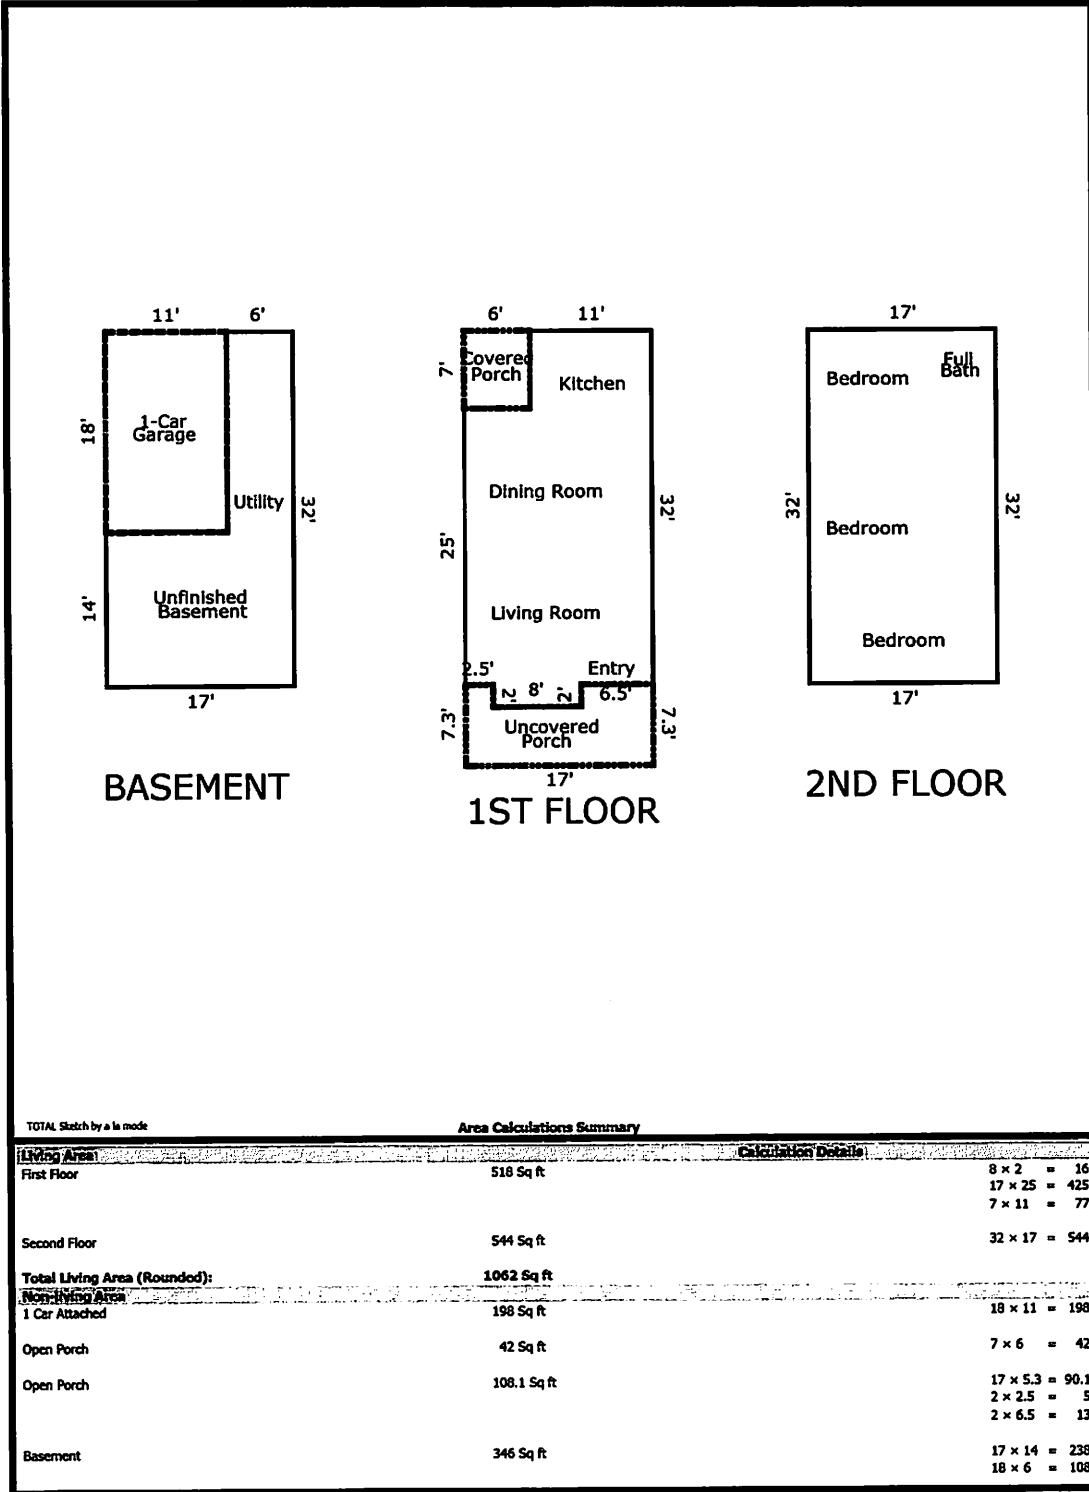 11' 6'
18'
1-Car
Garage
Utility
32'
14'
Unfinished
Basement
17'
BASEMENT
6' 11'
7'
Covered
Porch
Kitchen
Dining Room
32'
25'
Living Room
2.5' Entry
2' 8' 2' 6.5'
7.3' 7.3'
Uncovered
Porch
17'
1ST FLOOR
17'
Bedroom
Full
Bath
32' 32'
Bedroom
Bedroom
17'
2ND FLOOR
TOTAL Sketch by a la mode Area Calculations Summary
Living Area Calculation Details
First Floor 518 Sq ft 8 × 2 = 16
17 × 25 = 425
7 × 11 = 77
Second Floor 544 Sq ft 32 × 17 = 544
Total Living Area (Rounded): 1062 Sq ft
Non-living Area
1 Car Attached 198 Sq ft 18 × 11 = 198
Open Porch 42 Sq ft 7 × 6 = 42
Open Porch 108.1 Sq ft 17 × 5.3 = 90.1
2 × 2.5 = 5
2 × 6.5 = 13
Basement 346 Sq ft 17 × 14 = 238
18 × 6 = 108